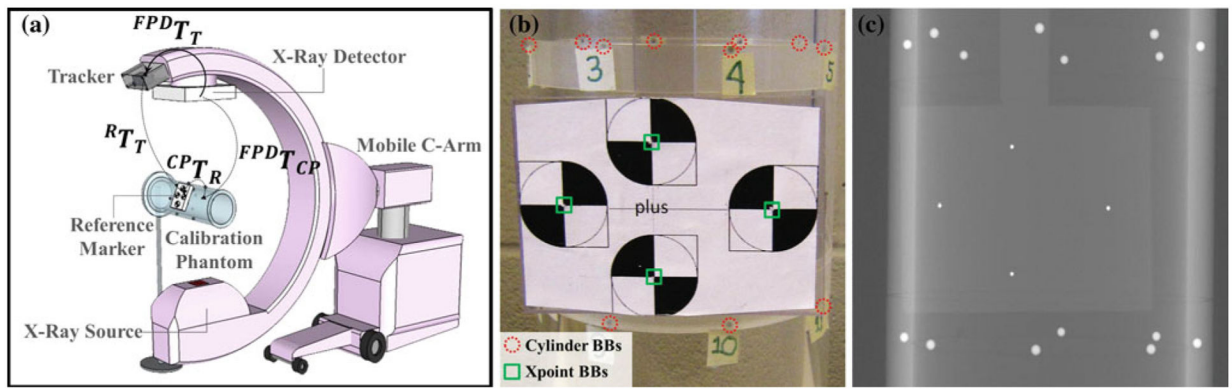 (a)
FPD T T
Tracker
X-Ray Detector
R T T
CP T R
FPD T CP
Mobile C-Arm
Reference
Marker
Calibration
Phantom
X-Ray Source
(b)
3
4
5
plus
10
Cylinder BBs
Xpoint BBs
(c)